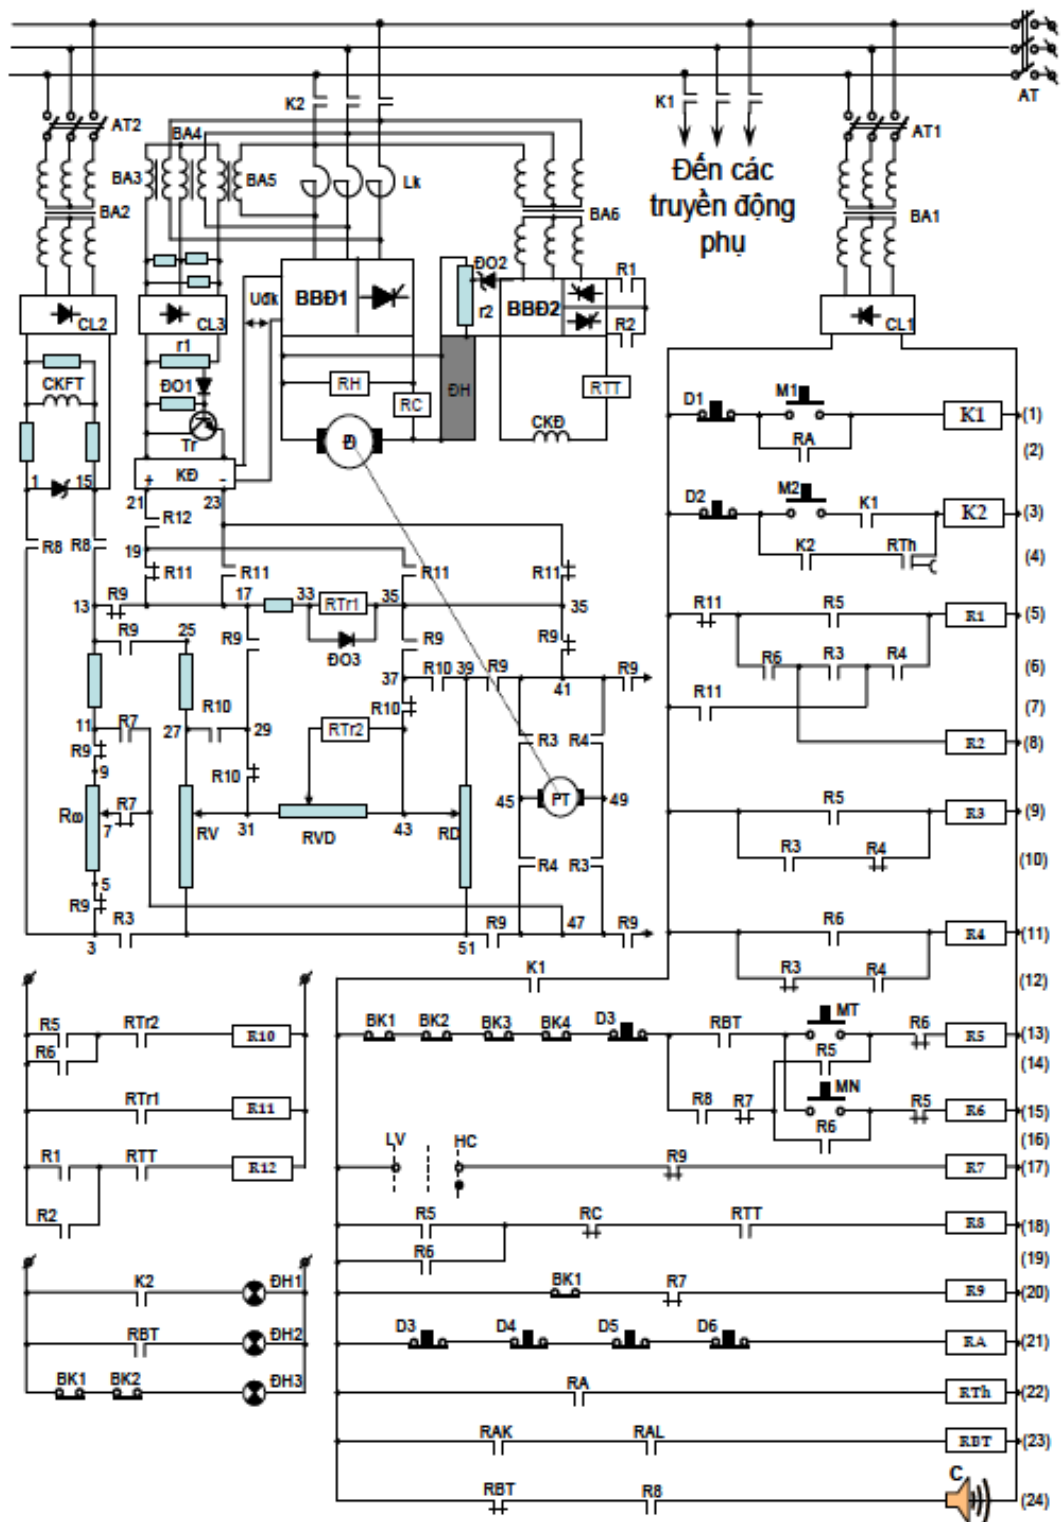 AT
AT2
BA4
K2
K1
AT1
BA3
BA5
Lk
Đến các
truyền động
phụ
BA2
BA6
BA1
ĐO2
R1
BBĐ1
Uđk
r2
BBĐ2
CL2
CL3
R2
CL1
r1
CKFT
ĐO1
RH
RC
ĐH
RTT
Tr
Đ
CKĐ
1
15
+
KĐ
-
21
23
D1
M1
K1
(1)
RA
(2)
D2
M2
K1
K2
(3)
K2
RTh
(4)
R8
R8
R12
19
R11
R11
R11
R11
13
R9
17
33
RTr1
35
35
R11
R5
R1
(5)
R9
25
R9
ĐO3
R9
R9
R6
R3
R4
(6)
37
R10
39
R9
41
R9
R11
(7)
11
R7
27
R10
29
RTr2
R10
R3
R4
R2
(8)
R9
9
R10
Rω
R7
7
RV
31
RVD
43
RD
45
PT
49
R5
R3
(9)
R3
R4
(10)
5
R9
R4
R3
3
R3
51
R9
47
R9
R6
R4
(11)
R3
R4
(12)
K1
R5
RTr2
R10
R6
BK1
BK2
BK3
BK4
D3
RBT
MT
R6
R5
(13)
R5
(14)
RTr1
R11
R8
R7
MN
R5
R6
(15)
R6
(16)
R1
RTT
R12
LV
HC
R9
R7
(17)
R2
R5
RC
RTT
R8
(18)
R6
(19)
K2
ĐH1
BK1
R7
R9
(20)
RBT
ĐH2
D3
D4
D5
D6
RA
(21)
BK1
BK2
ĐH3
RA
RTh
(22)
RAK
RAL
RBT
(23)
RBT
R8
C
(24)